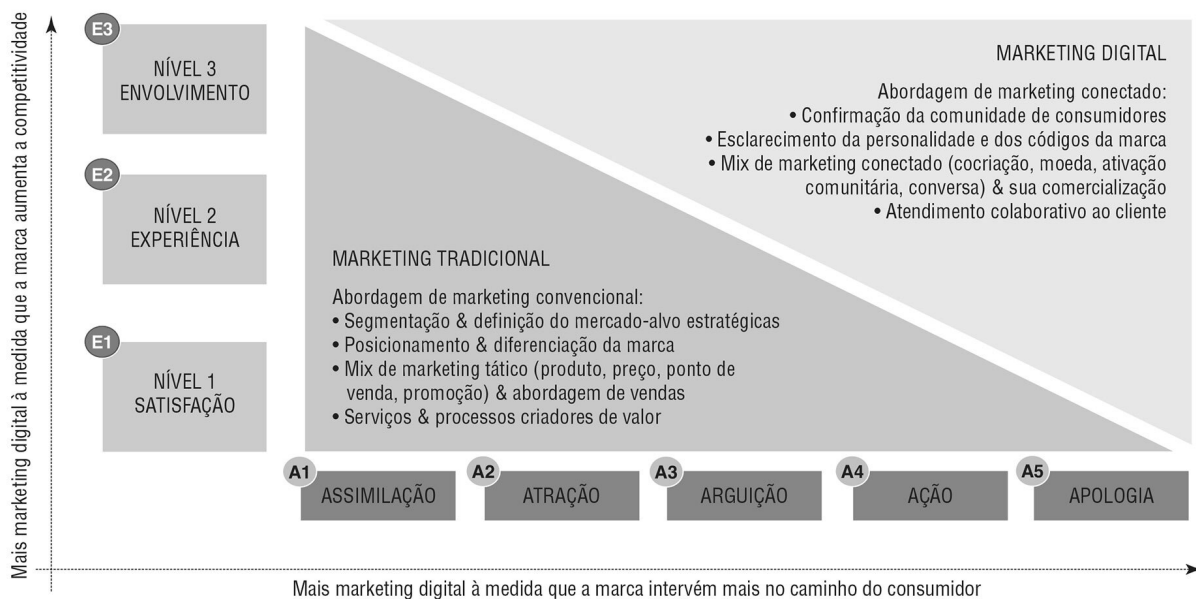 Mais marketing digital à medida que a marca aumenta a competitividade
E3
NÍVEL 3
ENVOLVIMENTO
E2
NÍVEL 2
EXPERIÊNCIA
E1
NÍVEL 1
SATISFAÇÃO
MARKETING DIGITAL
Abordagem de marketing conectado:
• Confirmação da comunidade de consumidores
• Esclarecimento da personalidade e dos códigos da marca
• Mix de marketing conectado (cocriação, moeda, ativação
comunitária, conversa) & sua comercialização
• Atendimento colaborativo ao cliente
MARKETING TRADICIONAL
Abordagem de marketing convencional:
• Segmentação & definição do mercado-alvo estratégicas
• Posicionamento & diferenciação da marca
• Mix de marketing tático (produto, preço, ponto de
venda, promoção) & abordagem de vendas
• Serviços & processos criadores de valor
A1
ASSIMILAÇÃO
A2
ATRAÇÃO
A3
ARGUIÇÃO
A4
AÇÃO
A5
APOLOGIA
Mais marketing digital à medida que a marca intervém mais no caminho do consumidor